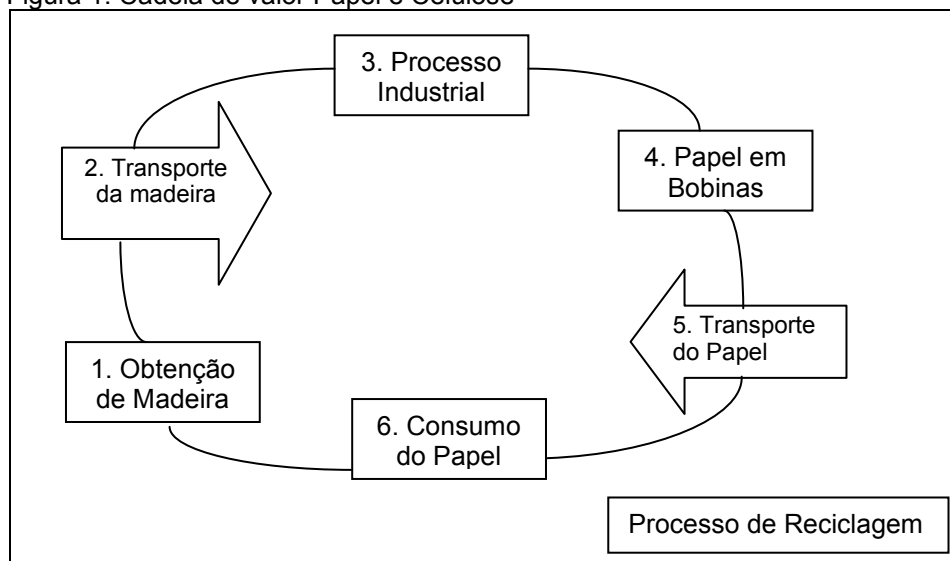 Figura 1: Cadeia de valor Papel e Celulose
3. Processo
Industrial
2. Transporte
da madeira
4. Papel em
Bobinas
5. Transporte
do Papel
1. Obtenção
de Madeira
6. Consumo
do Papel
Processo de Reciclagem